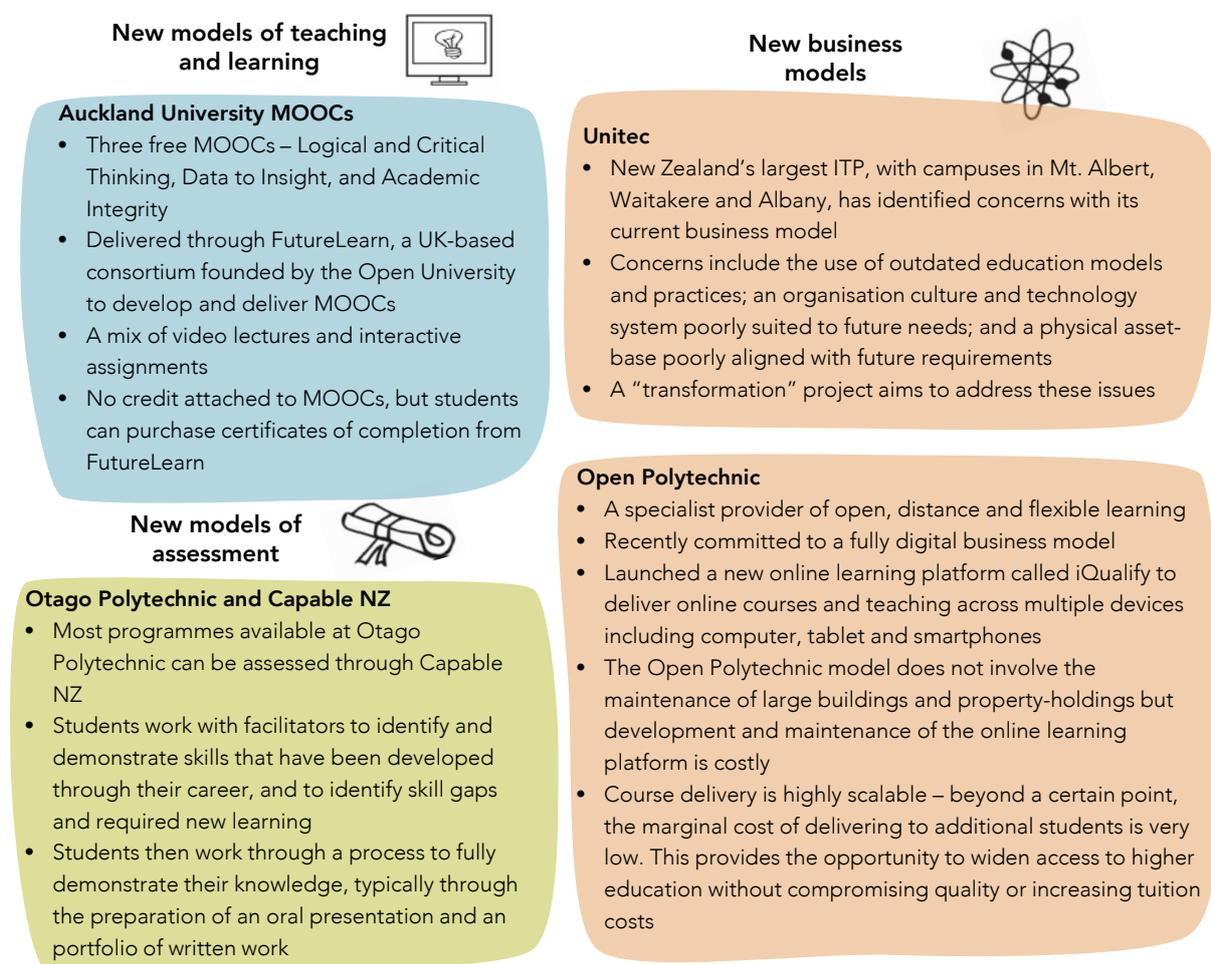 New models of teaching
and learning
Auckland University MOOCs
• Three free MOOCs – Logical and Critical
Thinking, Data to Insight, and Academic
Integrity
• Delivered through FutureLearn, a UK-based
consortium founded by the Open University
to develop and deliver MOOCs
• A mix of video lectures and interactive
assignments
• No credit attached to MOOCs, but students
can purchase certificates of completion from
FutureLearn
New models of
assessment
Otago Polytechnic and Capable NZ
• Most programmes available at Otago
Polytechnic can be assessed through Capable
NZ
• Students work with facilitators to identify and
demonstrate skills that have been developed
through their career, and to identify skill gaps
and required new learning
• Students then work through a process to fully
demonstrate their knowledge, typically through
the preparation of an oral presentation and an
portfolio of written work
New business
models
Unitec
• New Zealand’s largest ITP, with campuses in Mt. Albert,
Waitakere and Albany, has identified concerns with its
current business model
• Concerns include the use of outdated education models
and practices; an organisation culture and technology
system poorly suited to future needs; and a physical asset-
base poorly aligned with future requirements
• A “transformation” project aims to address these issues
Open Polytechnic
• A specialist provider of open, distance and flexible learning
• Recently committed to a fully digital business model
• Launched a new online learning platform called iQualify to
deliver online courses and teaching across multiple devices
including computer, tablet and smartphones
• The Open Polytechnic model does not involve the
maintenance of large buildings and property-holdings but
development and maintenance of the online learning
platform is costly
• Course delivery is highly scalable – beyond a certain point,
the marginal cost of delivering to additional students is very
low. This provides the opportunity to widen access to higher
education without compromising quality or increasing tuition
costs